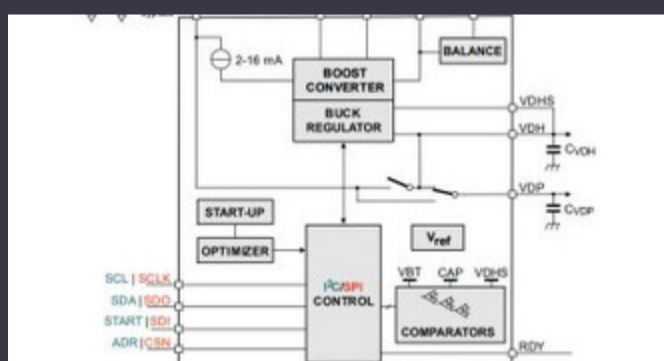 2-16 mA
BALANCE
BOOST
CONVERTER
BUCK
REGULATOR
VDHS
VDH
CVDH
VDP
CVDP
START-UP
OPTIMIZER
Vref
I²C/SPI
CONTROL
VBT CAP VDHS
COMPARATORS
SCL | SCLK
SDA | SDO
START | SDI
ADR | CSN
RDY